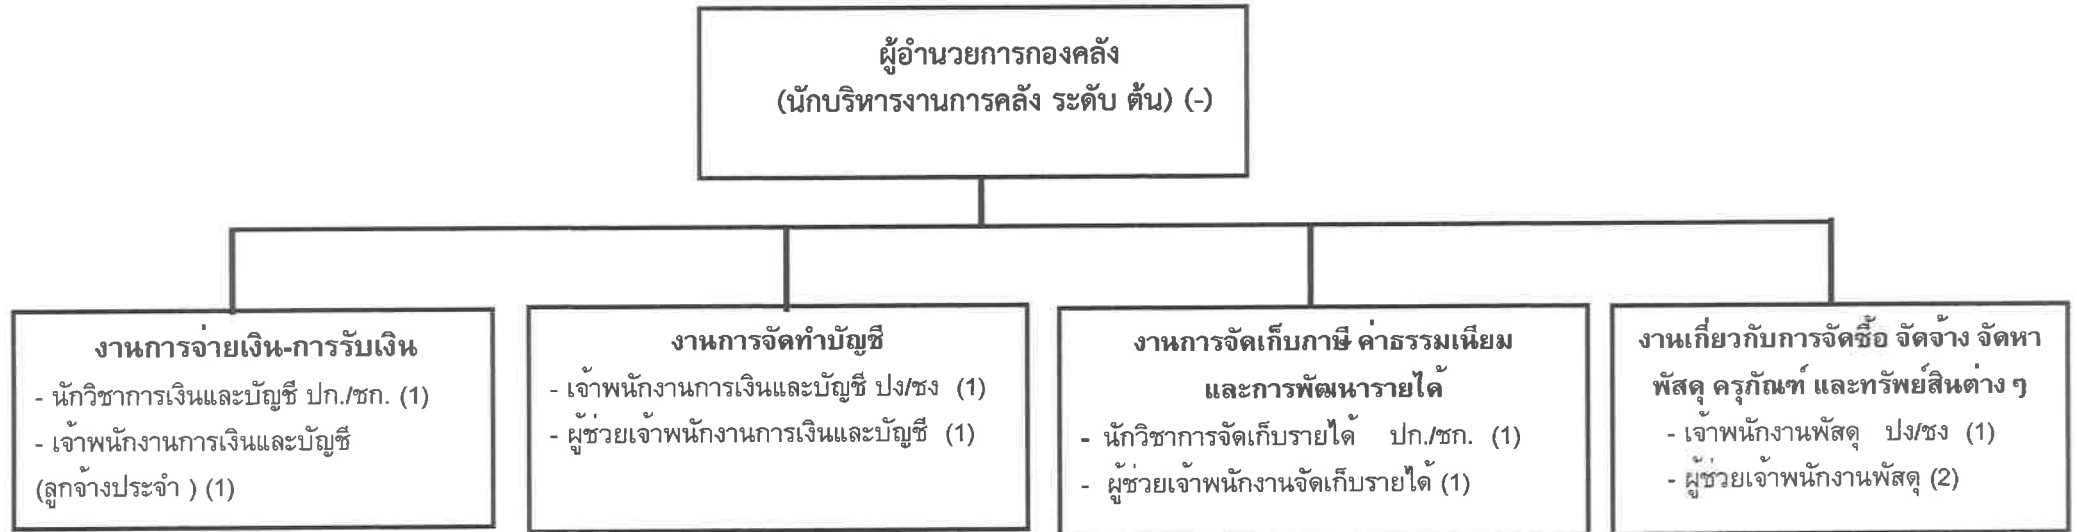 ผู้อำนวยการกองคลัง
(นักบริหารงานการคลัง ระดับ ต้น) (-)
งานการจ่ายเงิน-การรับเงิน
- นักวิชาการเงินและบัญชี ปก./ชก. (1)
- เจ้าพนักงานการเงินและบัญชี
(ลูกจ้างประจำ ) (1)
งานการจัดทำบัญชี
- เจ้าพนักงานการเงินและบัญชี ปง/ชง (1)
- ผู้ช่วยเจ้าพนักงานการเงินและบัญชี (1)
งานการจัดเก็บภาษี ค่าธรรมเนียม
และการพัฒนารายได้
- นักวิชาการจัดเก็บรายได้ ปก./ชก. (1)
- ผู้ช่วยเจ้าพนักงานจัดเก็บรายได้ (1)
งานเกี่ยวกับการจัดซื้อ จัดจ้าง จัดหา
พัสดุ ครุภัณฑ์ และทรัพย์สินต่าง ๆ
- เจ้าพนักงานพัสดุ ปง/ชง (1)
- ผู้ช่วยเจ้าพนักงานพัสดุ (2)